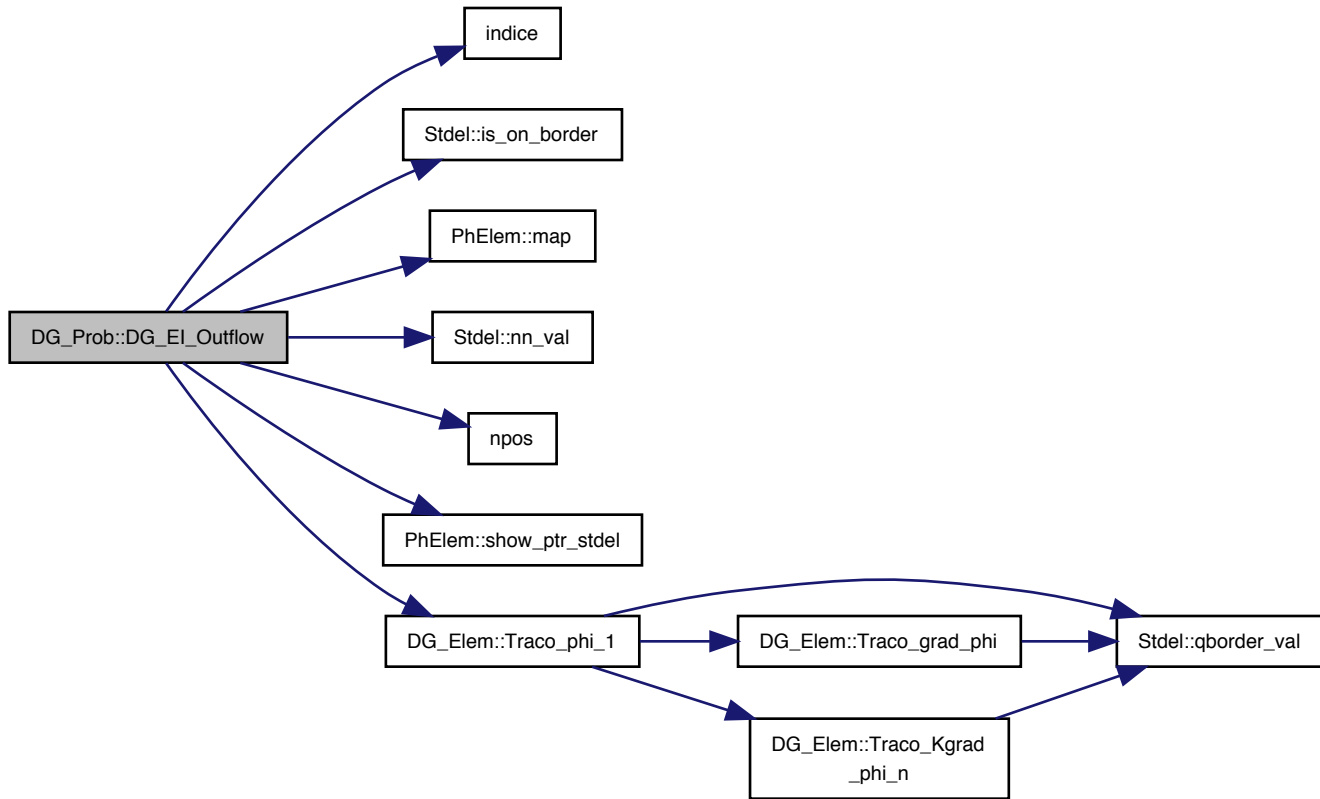 indice
Stdel::is_on_border
PhElem::map
DG_Prob::DG_EI_Outflow
Stdel::nn_val
npos
PhElem::show_ptr_stdel
DG_Elem::Traco_phi_1
DG_Elem::Traco_grad_phi
Stdel::qborder_val
DG_Elem::Traco_Kgrad
_phi_n